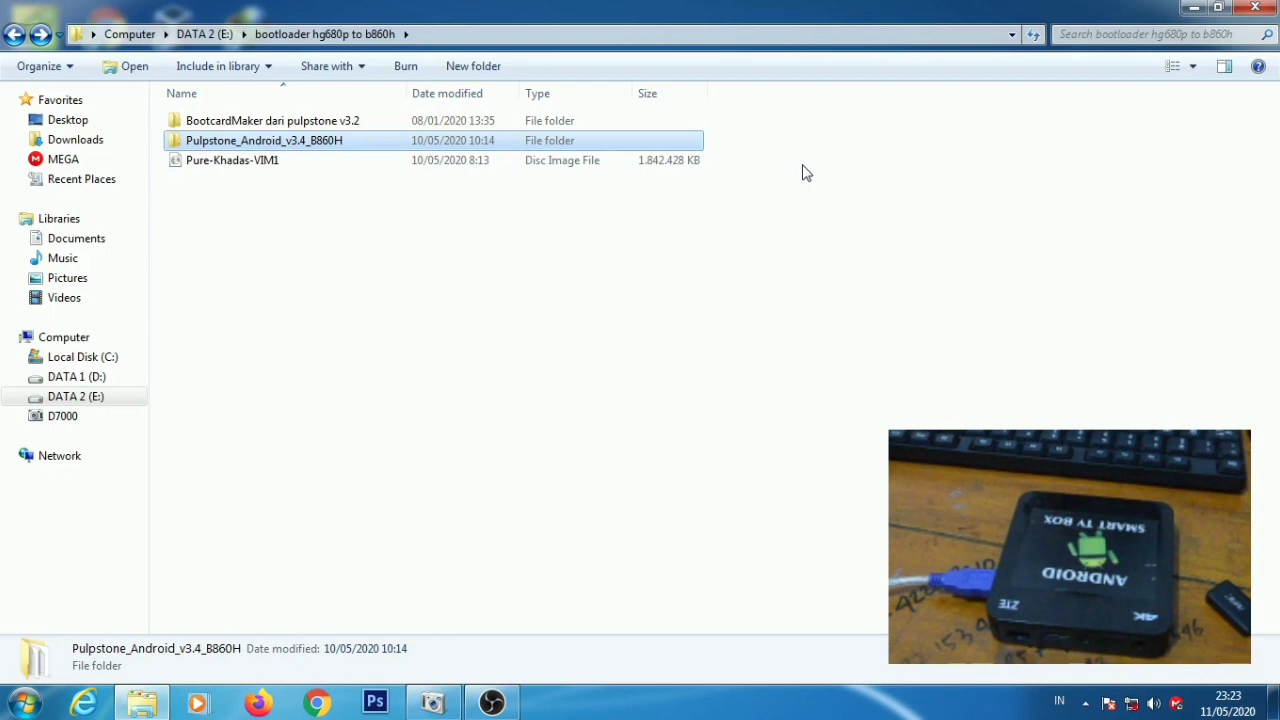 Computer DATA 2 (E:) bootloader hg680p to b860h
Search bootloader hg680p to b860h
Organize Open Include in library Share with Burn New folder
Name Date modified Type Size
BootcardMaker dari pulpstone v3.2 08/01/2020 13:35 File folder
Pulpstone_Android_v3.4_B860H 10/05/2020 10:14 File folder
Pure-Khadas-VIM1 10/05/2020 8:13 Disc Image File 1.842.428 KB
Favorites
Desktop
Downloads
MEGA
Recent Places
Libraries
Documents
Music
Pictures
Videos
Computer
Local Disk (C:)
DATA 1 (D:)
DATA 2 (E:)
D7000
Network
SMART TV BOX
ANDROID
ZTE
4K
Pulpstone_Android_v3.4_B860H Date modified: 10/05/2020 10:14
File folder
Ps
IN
23:23
11/05/2020